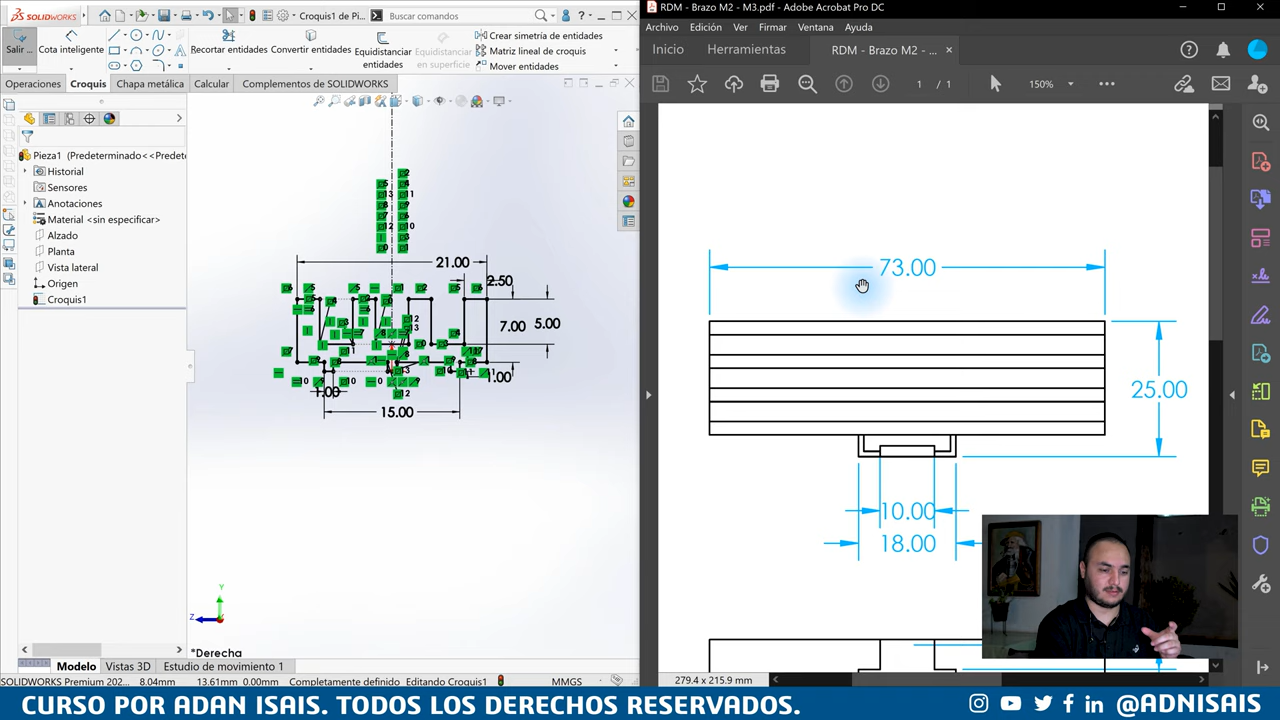 SOLIDWORKS
Croquis1 de Pi...
Buscar comandos
RDM - Brazo M2 - M3.pdf - Adobe Acrobat Pro DC
Archivo Edición Ver Firmar Ventana Ayuda
Salir ...
Cota inteligente
Recortar entidades
Convertir entidades
Equidistanciar entidades
Equidistanciar en superficie
Crear simetría de entidades
Matriz lineal de croquis
Mover entidades
Inicio Herramientas RDM - Brazo M2 - ...
1 / 1 150%
Operaciones Croquis Chapa metálica Calcular Complementos de SOLIDWORKS
Pieza1 (Predeterminado<<Predete
Historial
Sensores
Anotaciones
Material <sin especificar>
Alzado
Planta
Vista lateral
Origen
Croquis1
21.00
2.50
7.00 5.00
1.00
1.00
15.00
73.00
25.00
10.00
18.00
Y
Z
*Derecha
Modelo Vistas 3D Estudio de movimiento 1
SOLIDWORKS Premium 202... 8.04mm 13.61mm 0.00mm Completamente definido Editando Croquis1 MMGS
279.4 x 215.9 mm
CURSO POR ADAN ISAIS. TODOS LOS DERECHOS RESERVADOS. @ADNISAIS